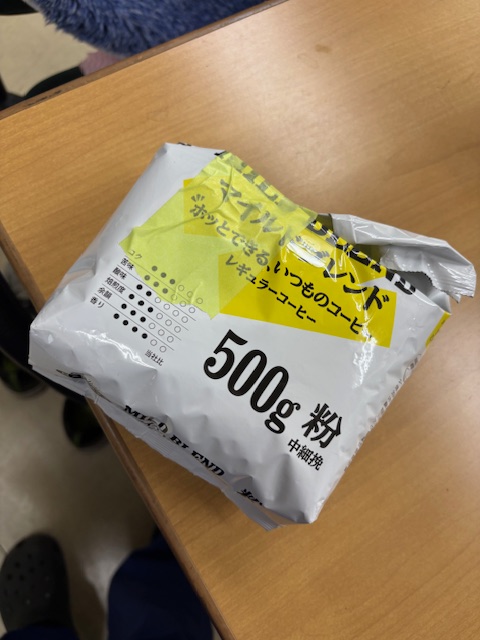 マイルドブレンド
ホッとできる、いつものコーヒー
レギュラーコーヒー
コク
苦味
酸味
焙煎度
余韻
香り
当社比
500g 粉
中細挽
MILD BLEND